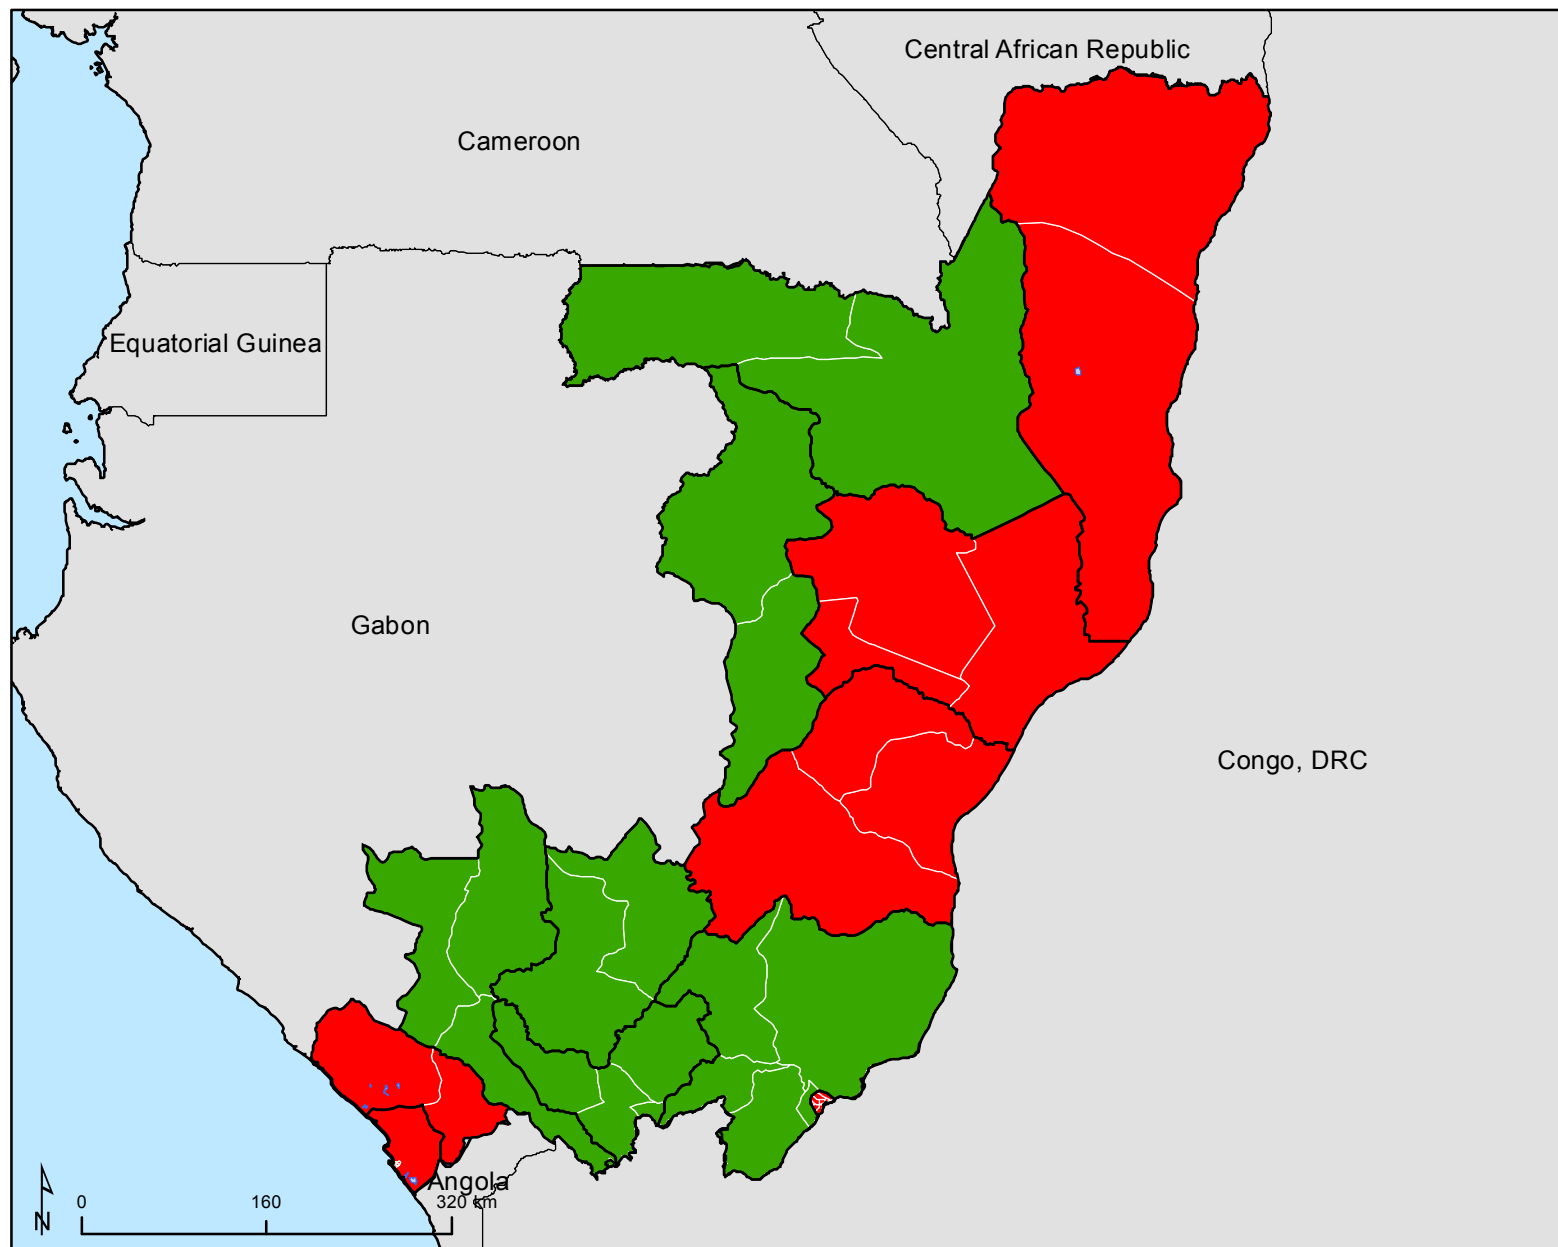 Central African Republic
Cameroon
Equatorial Guinea
Gabon
Congo, DRC
Angola
0 160 320 km
N